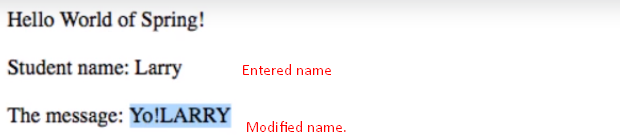 Hello World of Spring!
Student name: Larry Entered name
The message: Yo!LARRY Modified name.